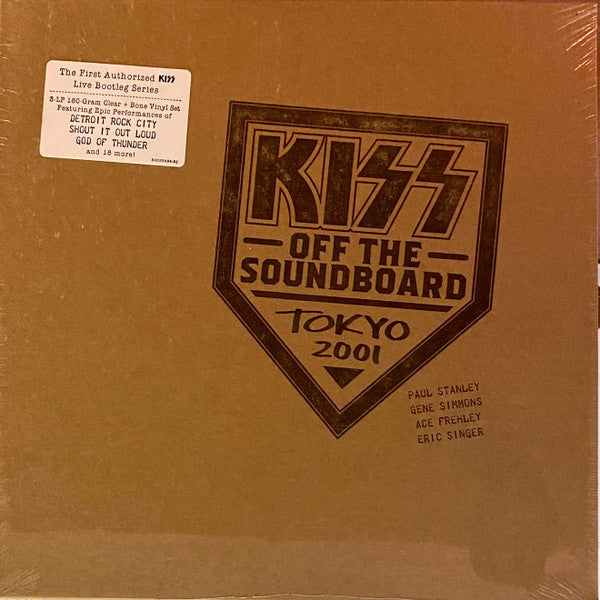 The First Authorized KISS
Live Bootleg Series
3-LP 180-Gram Clear + Bone Vinyl Set
Featuring Epic Performances of
DETROIT ROCK CITY
SHOUT IT OUT LOUD
GOD OF THUNDER
and 18 more!
KISS
OFF THE
SOUNDBOARD
TOKYO
2001
PAUL STANLEY
GENE SIMMONS
ACE FREHLEY
ERIC SINGER